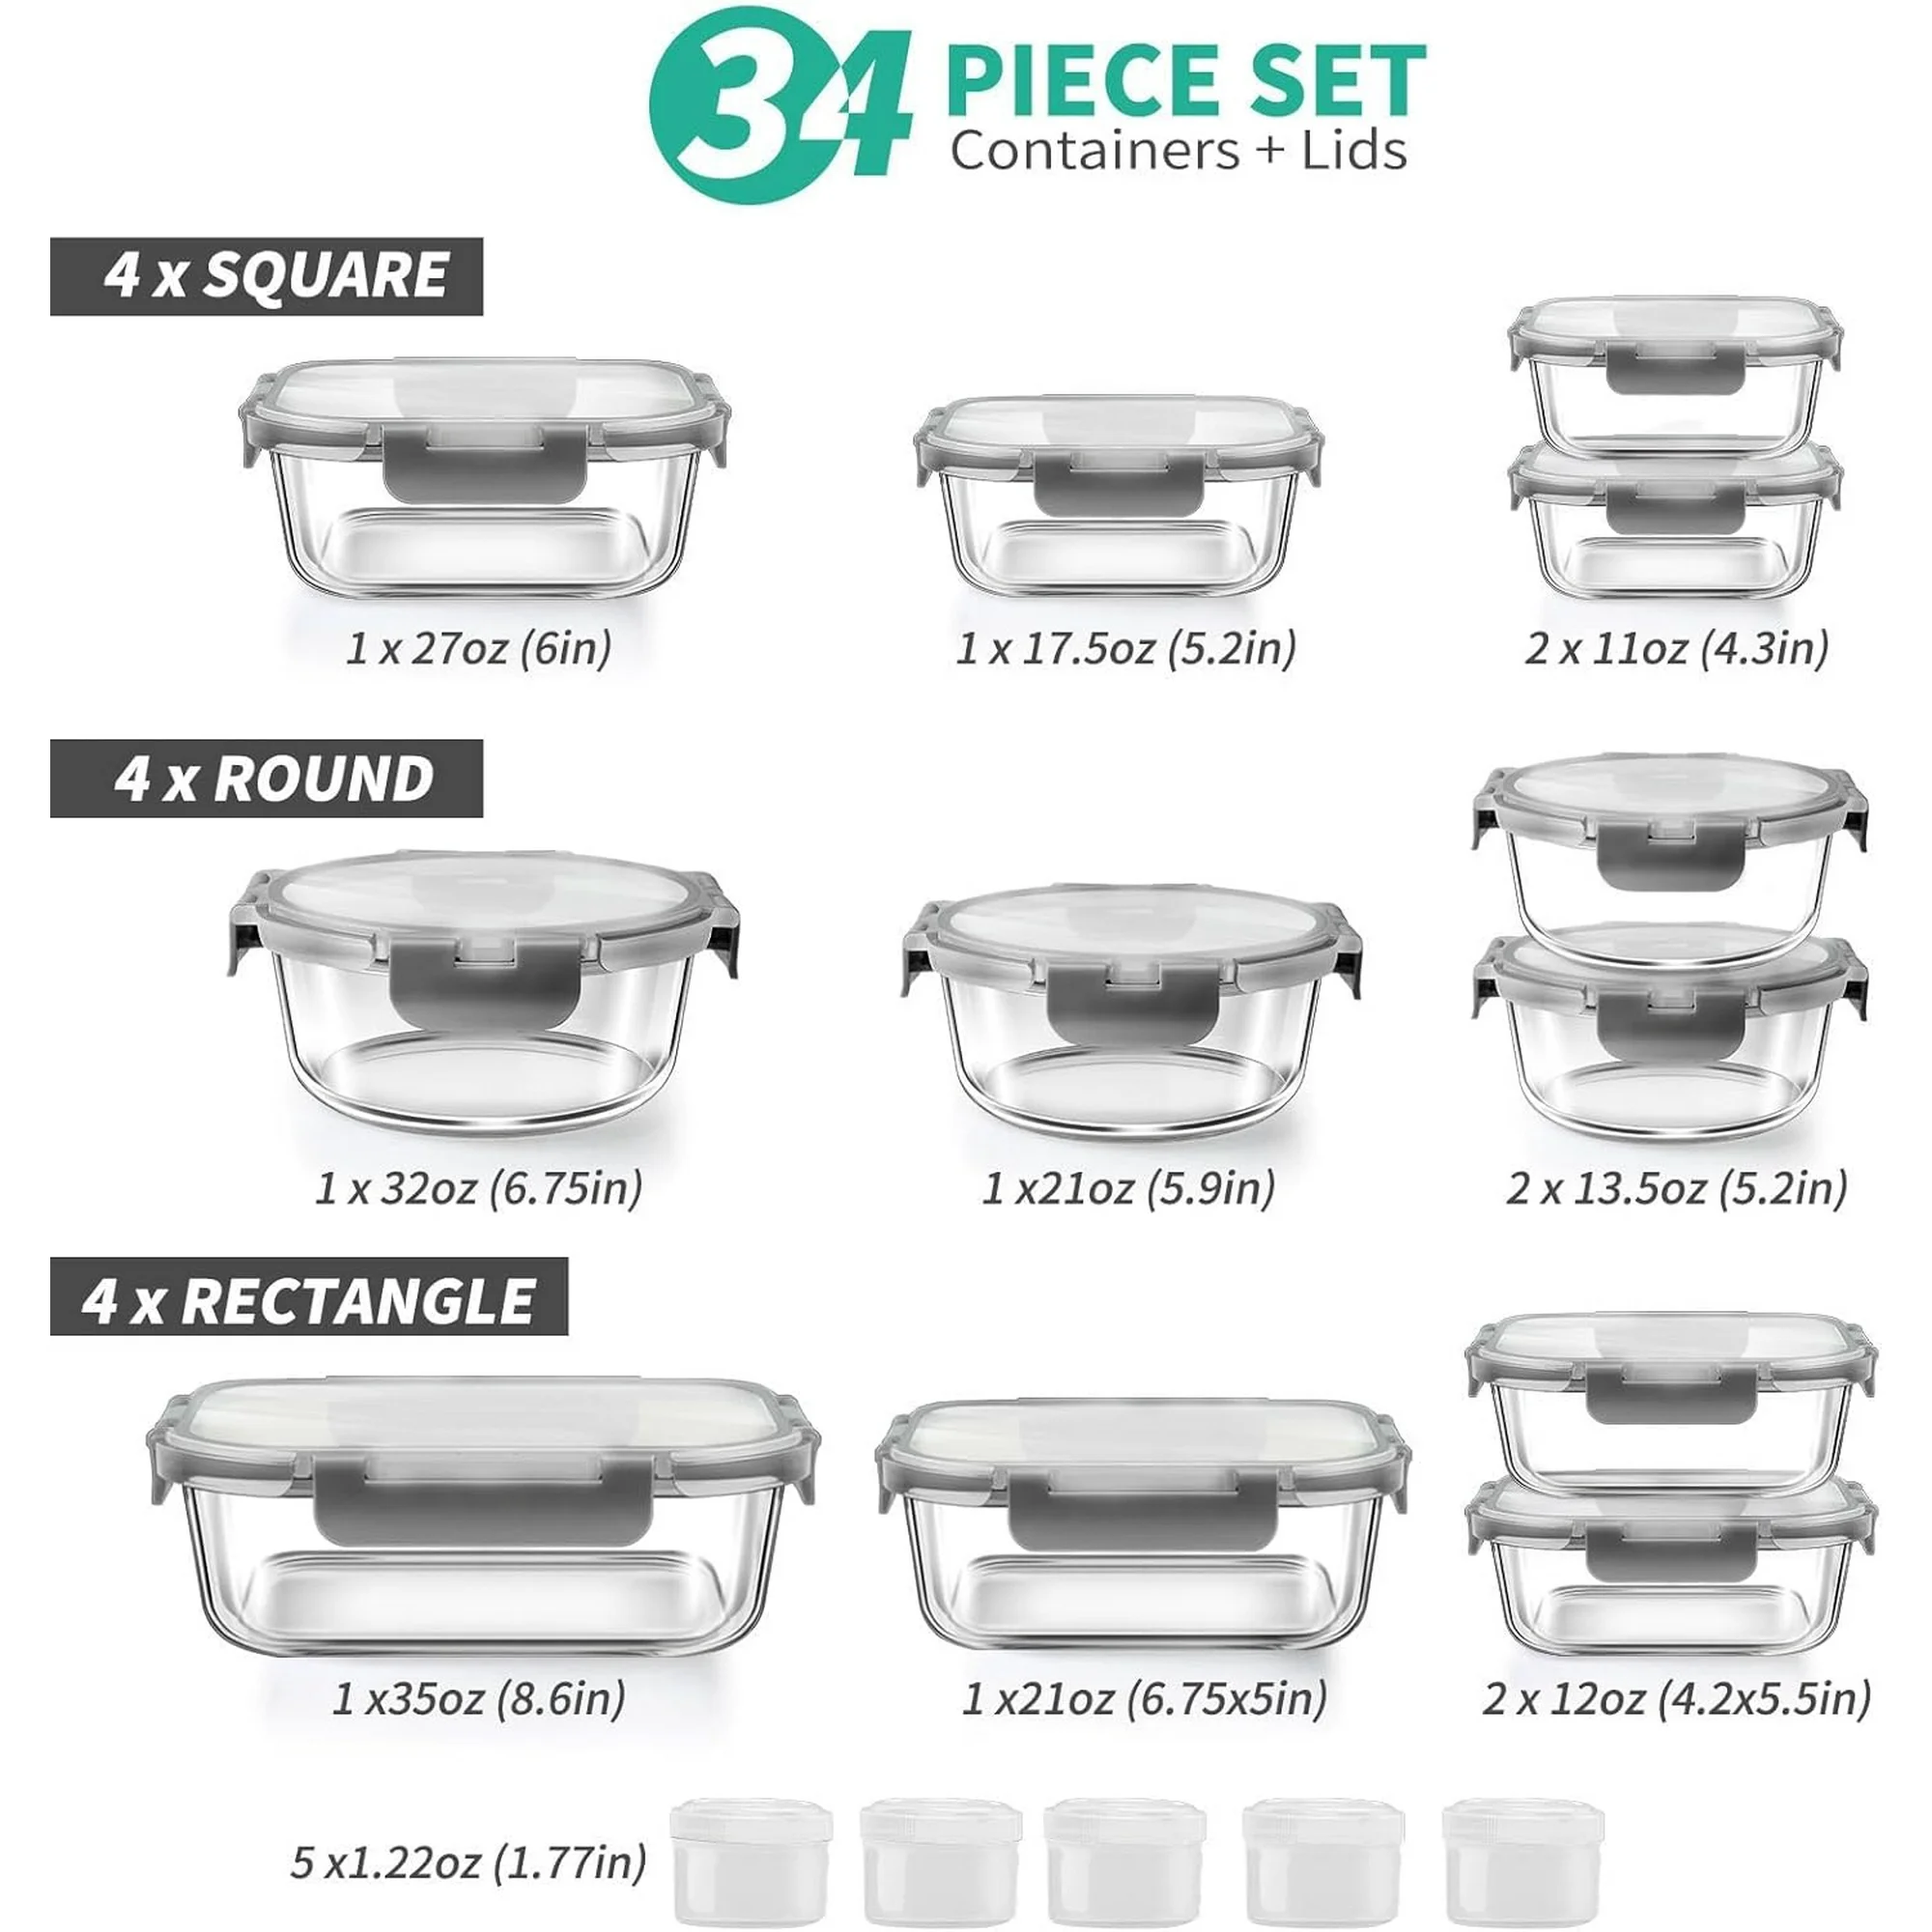 34 PIECE SET
Containers + Lids
4 x SQUARE
1 x 27oz (6in)
1 x 17.5oz (5.2in)
2 x 11oz (4.3in)
4 x ROUND
1 x 32oz (6.75in)
1 x21oz (5.9in)
2 x 13.5oz (5.2in)
4 x RECTANGLE
1 x35oz (8.6in)
1 x21oz (6.75x5in)
2 x 12oz (4.2x5.5in)
5 x1.22oz (1.77in)